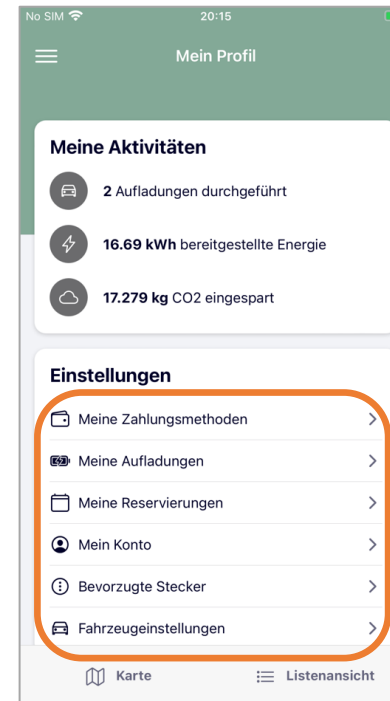 No SIM 20:15
Mein Profil
Meine Aktivitäten
2 Aufladungen durchgeführt
16.69 kWh bereitgestellte Energie
17.279 kg CO2 eingespart
Einstellungen
Meine Zahlungsmethoden
Meine Aufladungen
Meine Reservierungen
Mein Konto
Bevorzugte Stecker
Fahrzeugeinstellungen
Karte Listenansicht